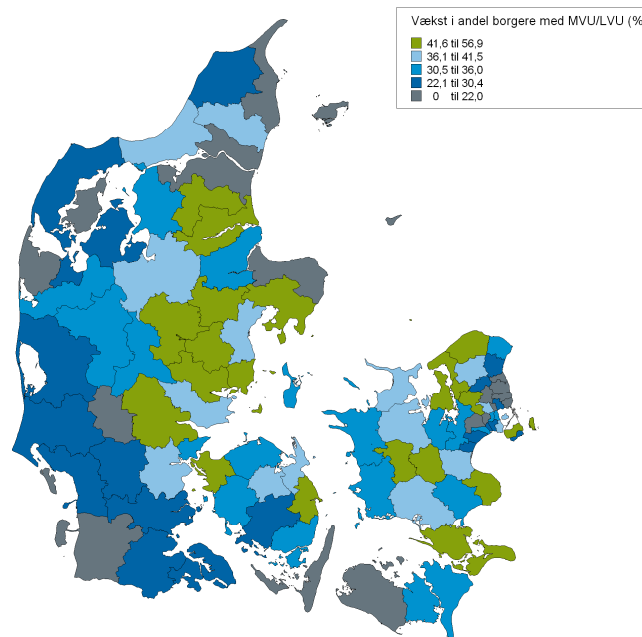 Vækst i andel borgere med MVU/LVU (%
41,6 til 56,9
36,1 til 41,5
30,5 til 36,0
22,1 til 30,4
0 til 22,0